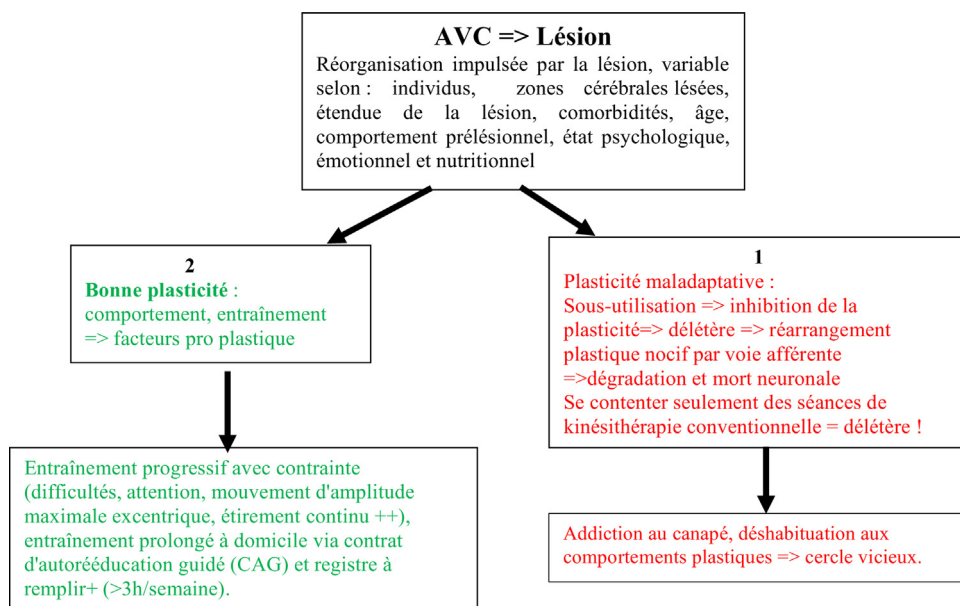 AVC => Lésion
Réorganisation impulsée par la lésion, variable
selon : individus, zones cérébrales lésées,
étendue de la lésion, comorbidités, âge,
comportement prélésionnel, état psychologique,
émotionnel et nutritionnel
2
Bonne plasticité :
comportement, entraînement
=> facteurs pro plastique
1
Plasticité maladaptative :
Sous-utilisation => inhibition de la
plasticité=> délétère => réarrangement
plastique nocif par voie afférente
=>dégradation et mort neuronale
Se contenter seulement des séances de
kinésithérapie conventionnelle = délétère !
Entraînement progressif avec contrainte
(difficultés, attention, mouvement d'amplitude
maximale excentrique, étirement continu ++),
entraînement prolongé à domicile via contrat
d'autorééducation guidé (CAG) et registre à
remplir+ (>3h/semaine).
Addiction au canapé, déshabituation aux
comportements plastiques => cercle vicieux.